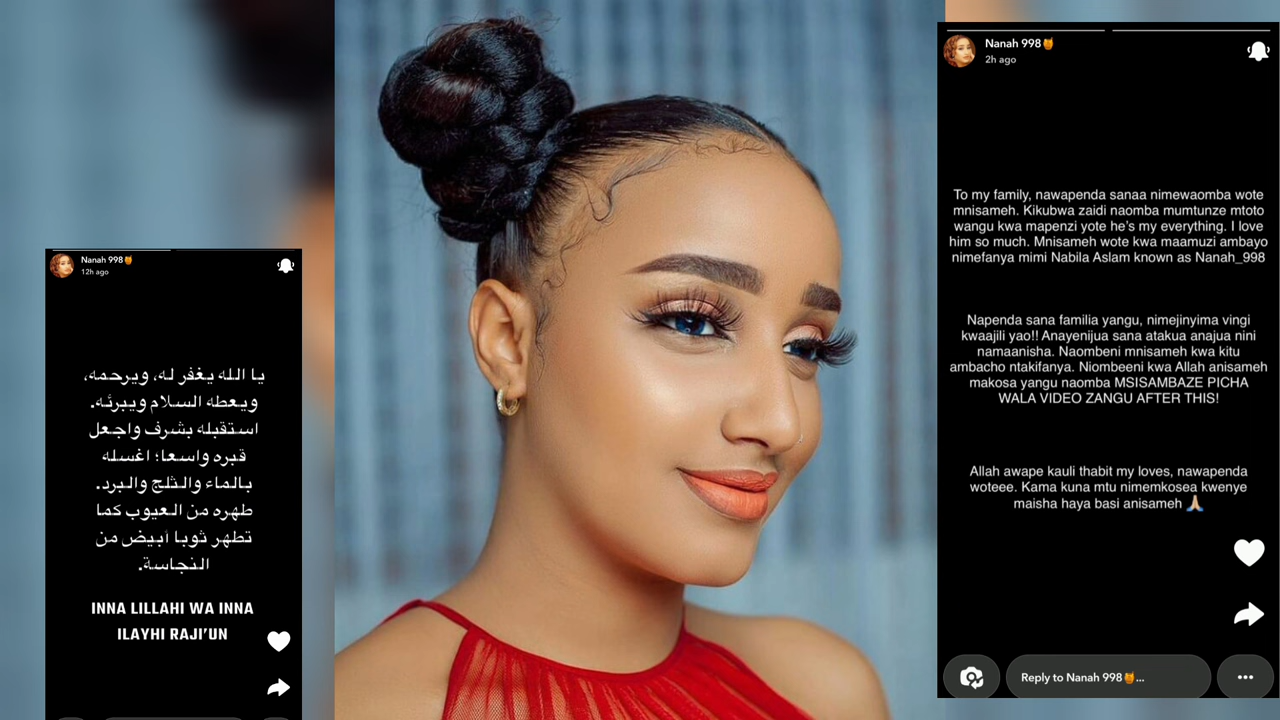 Nanah 998
12h ago
يا الله يغفر له، ويرحمه،
ويعطه السلام ويبرئه.
استقبله بشرف واجعل
قبره واسعا؛ اغسله
بالماء والثلج والبرد.
طهره من العيوب كما
تطهر ثوبا أبيض من
النجاسة.
INNA LILLAHI WA INNA
ILAYHI RAJI’UN
Nanah 998
2h ago
To my family, nawapenda sanaa nimewaomba wote
mnisameh. Kikubwa zaidi naomba mumtunze mtoto
wangu kwa mapenzi yote he’s my everything. I love
him so much. Mnisameh wote kwa maamuzi ambayo
nimefanya mimi Nabila Aslam known as Nanah_998
Napenda sana familia yangu, nimejinyima vingi
kwaajili yao!! Anayenijua sana atakua anajua nini
namaanisha. Naombeni mnisameh kwa kitu
ambacho ntakifanya. Niombeeni kwa Allah anisameh
makosa yangu naomba MSISAMBAZE PICHA
WALA VIDEO ZANGU AFTER THIS!
Allah awape kauli thabit my loves, nawapenda
woteee. Kama kuna mtu nimemkosea kwenye
maisha haya basi anisameh 🙏🏼
Reply to Nanah 998🍯...